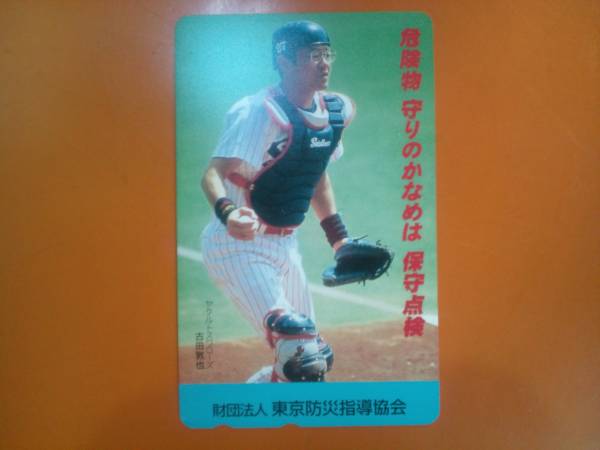 危険物 守りのかなめは 保守点検
ヤクルトスワローズ
古田敦也
財団法人 東京防災指導協会